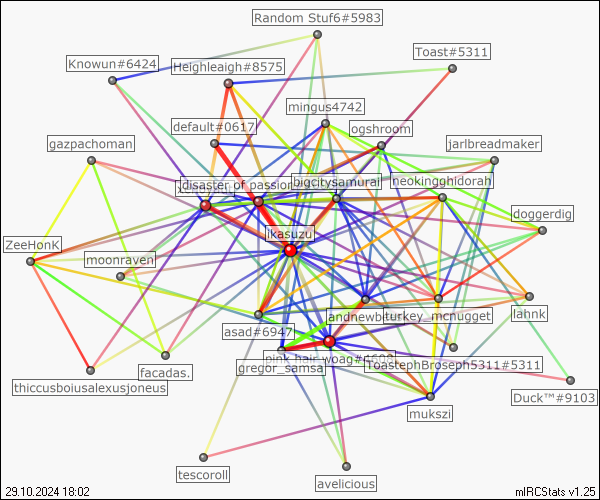 Random Stuf6#5983
Toast#5311
Knowun#6424
Heighleaigh#8575
mingus4742
default#0617
ogshroom
gazpachoman
jarlbreadmaker
disaster of passion
bigcitysamurai
neokingghidorah
doggerdig
jkasuzu
ZeeHonK
moonraven
andnewb
turkey_mcnugget
lahnk
asad#6947
pink hair woag#6608
gregor_samsa
ToastephBroseph5311#5311
facadas.
thiccusboiusalexusjoneus
Duck™#9103
mukszi
tescoroll
avelicious
29.10.2024 18:02
mIRCStats v1.25